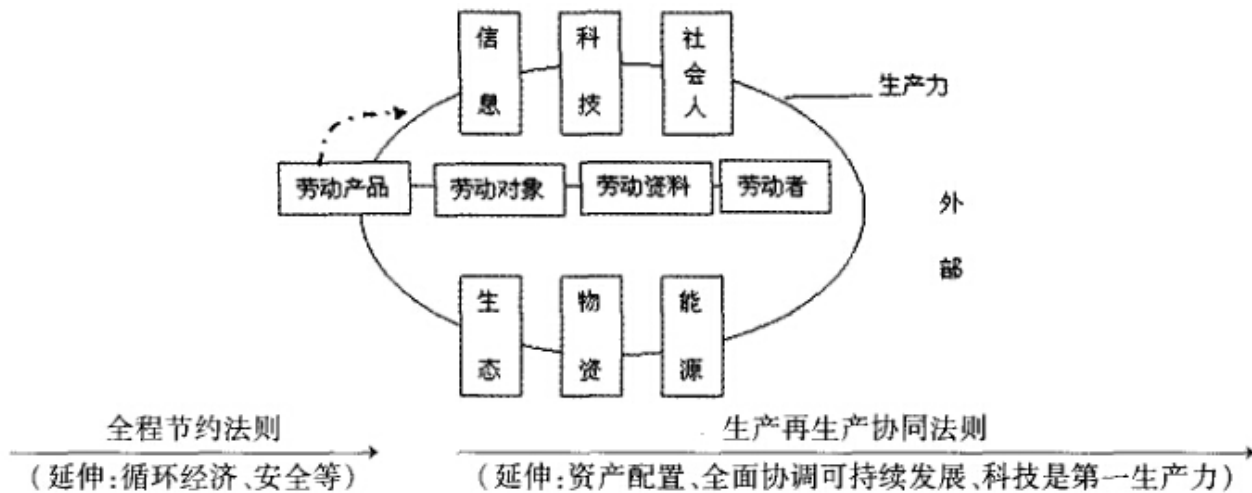 信息
科技
社会人
生产力
劳动产品
劳动对象
劳动资料
劳动者
外部
生态
物资
能源
全程节约法则
生产再生产协同法则
(延伸:循环经济、安全等)
(延伸:资产配置、全面协调可持续发展、科技是第一生产力)